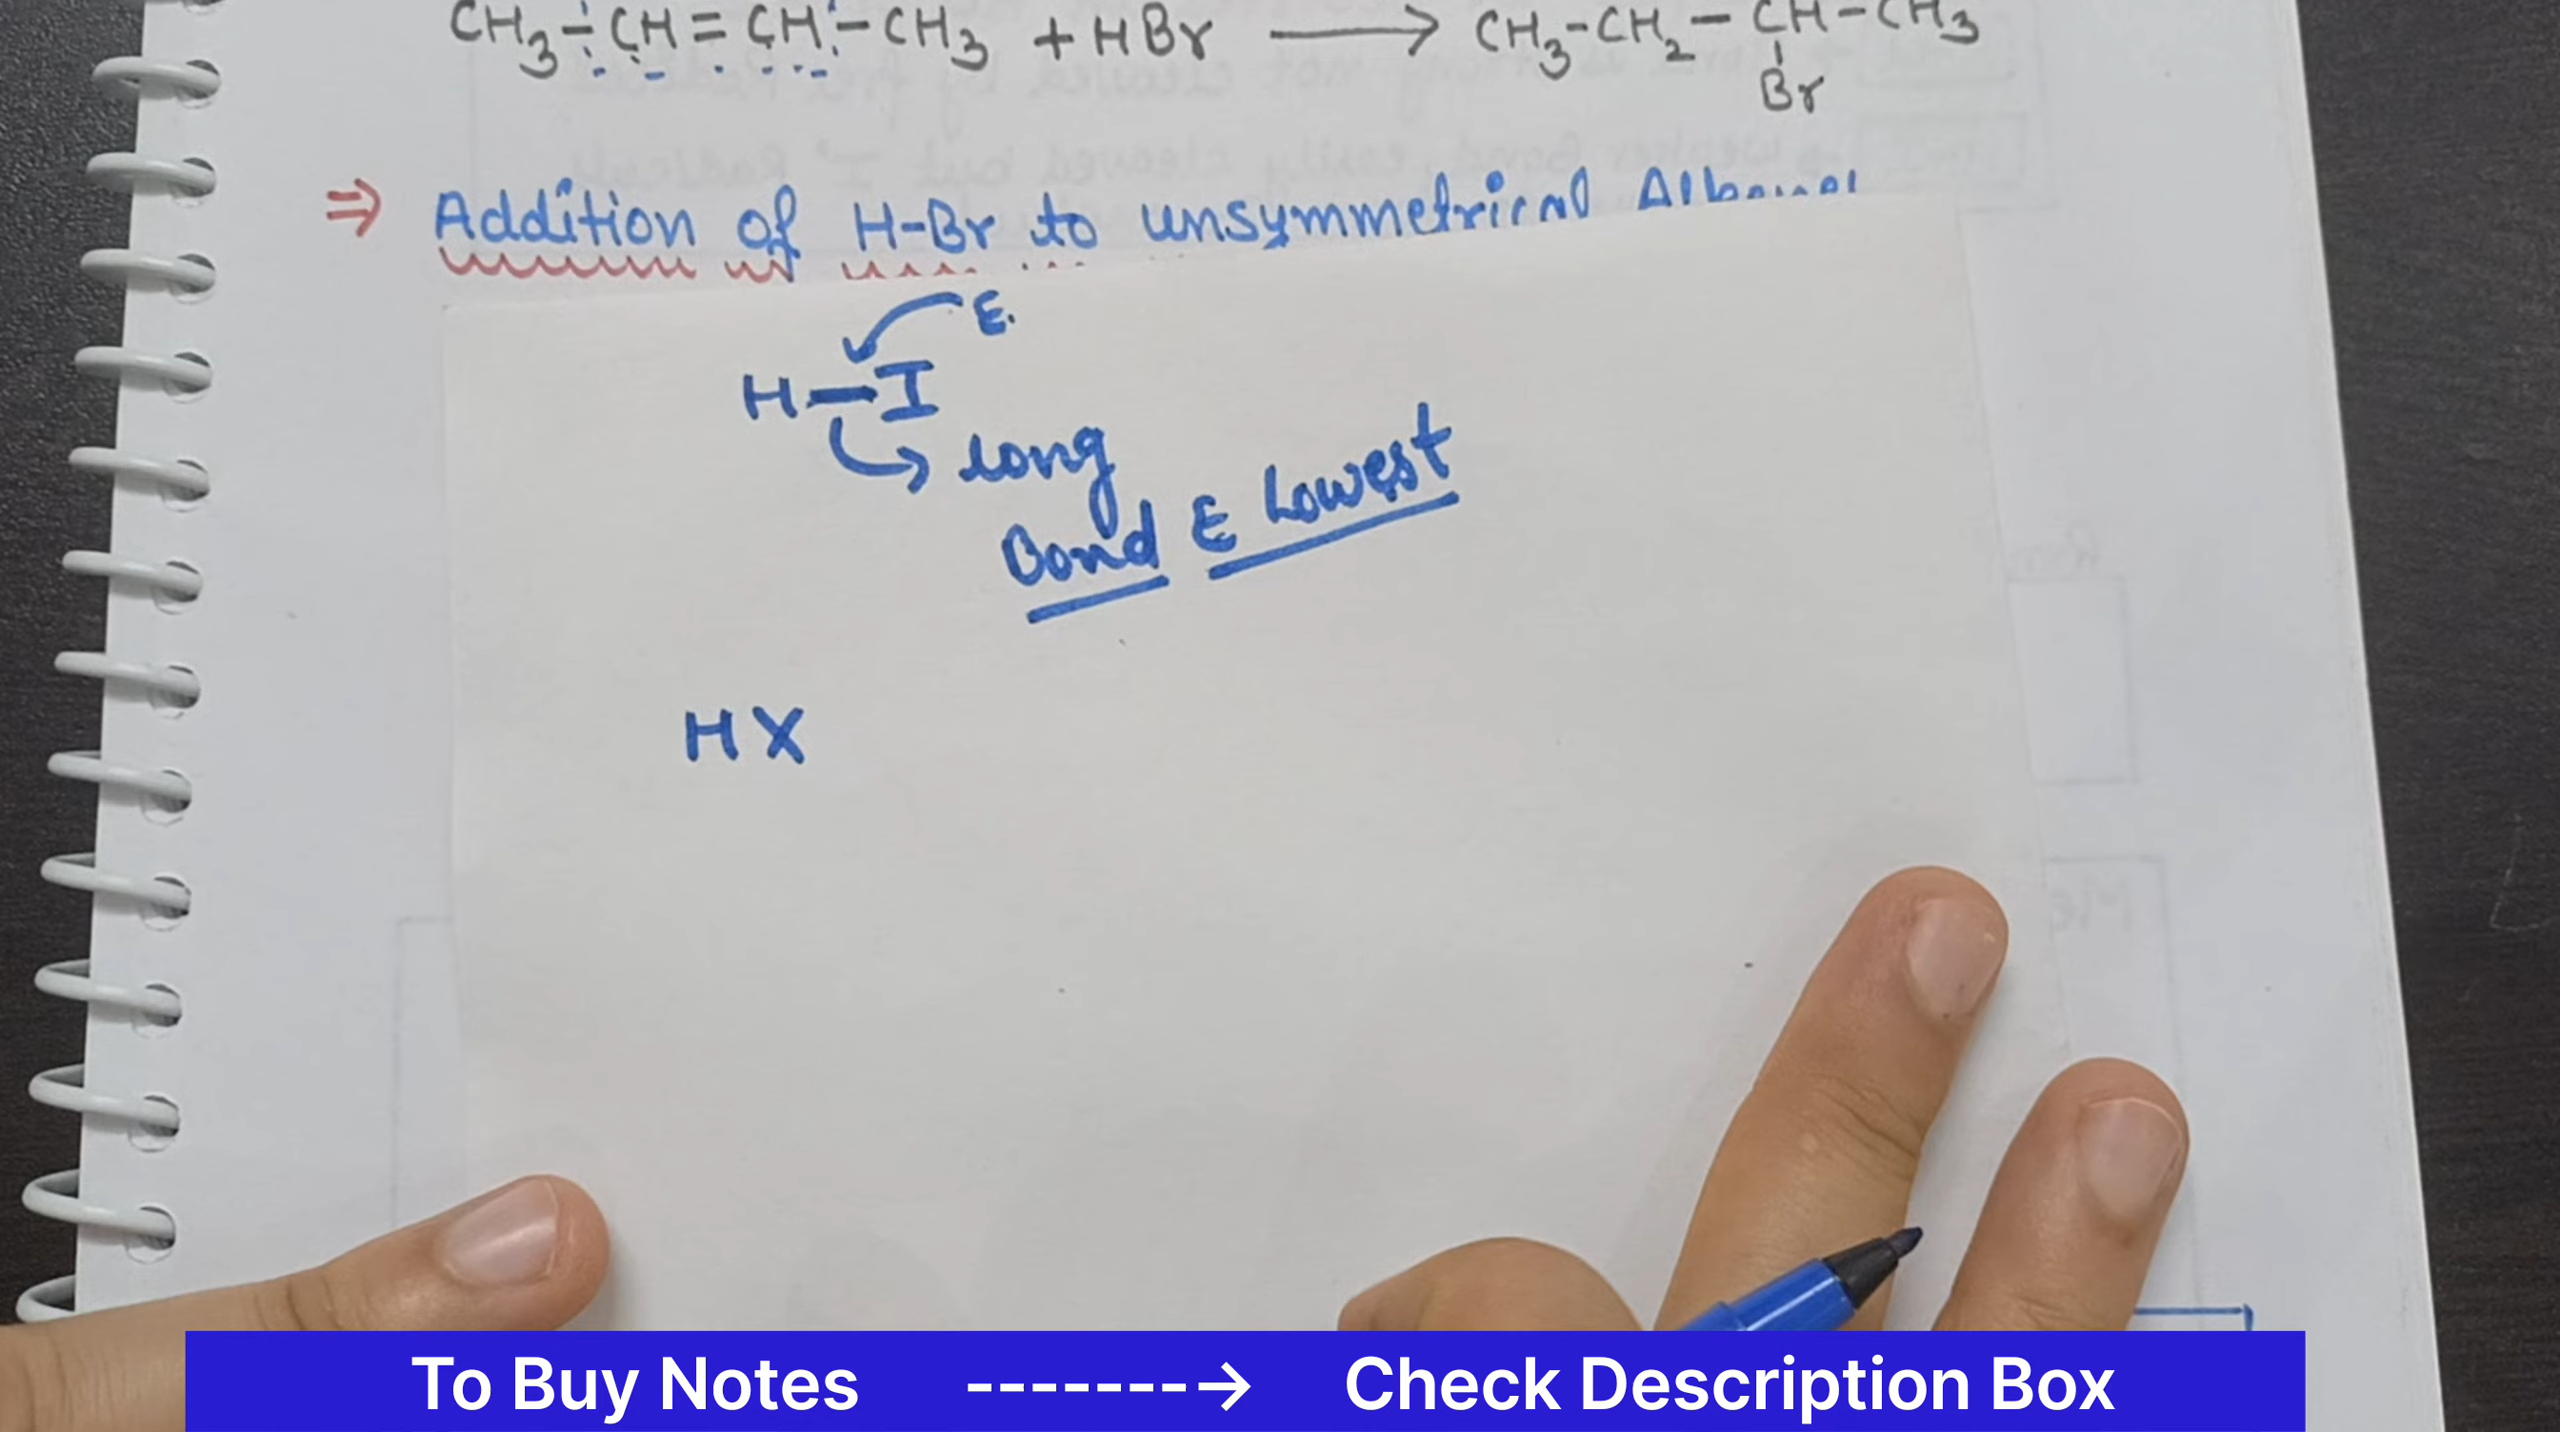 CH3-CH=CH-CH3 + HBr ⟶ CH3-CH2-CH-CH3
Br
⇒ Addition of H-Br to unsymmetrical
E.
H-I
long
Bond E Lowest
HX
To Buy Notes -------→ Check Description Box